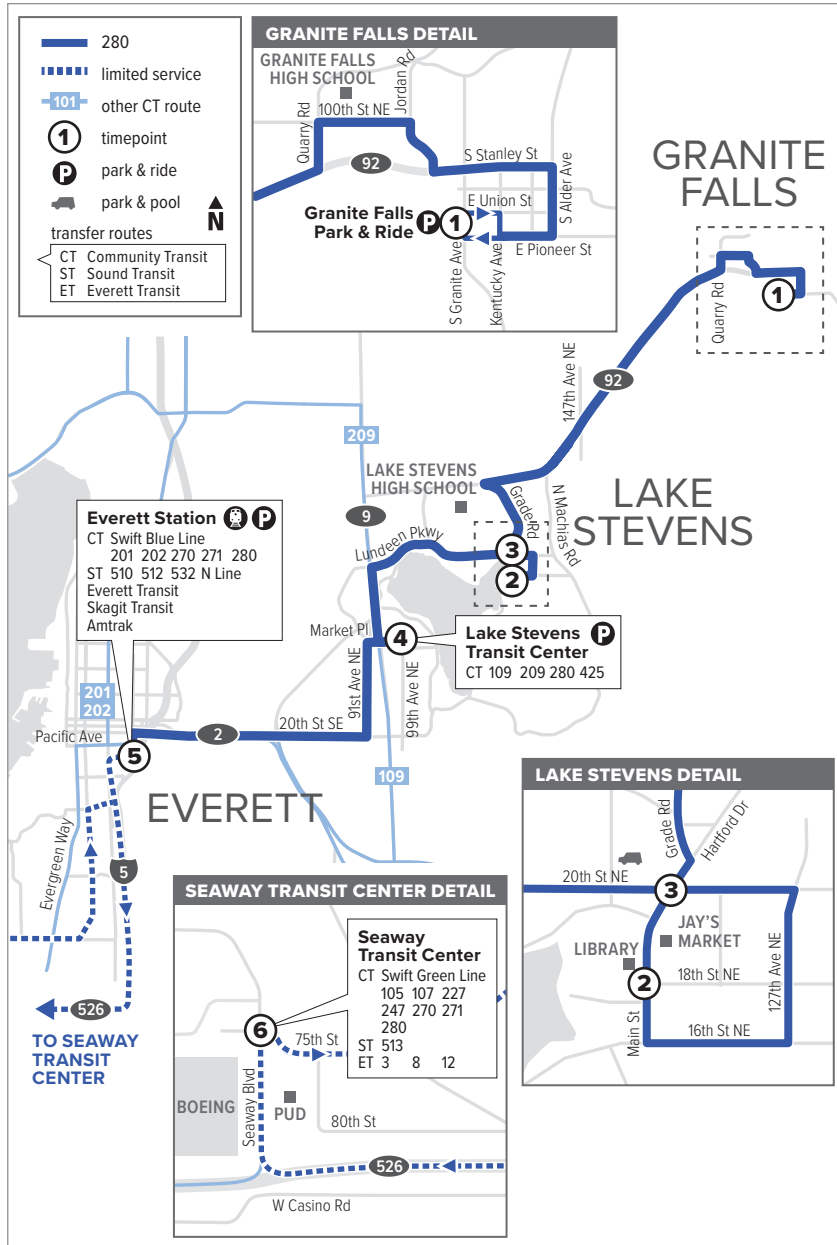 280
limited service
101
other CT route
1
timepoint
P
park & ride
park & pool
N
transfer routes
CT Community Transit
ST Sound Transit
ET Everett Transit
GRANITE FALLS DETAIL
GRANITE FALLS
HIGH SCHOOL
Jordan Rd
100th St NE
Quarry Rd
92
S Stanley St
S Alder Ave
E Union St
Granite Falls
Park & Ride
P
1
E Pioneer St
S Granite Ave
Kentucky Ave
GRANITE
FALLS
Quarry Rd
1
147th Ave NE
92
209
LAKE STEVENS
HIGH SCHOOL
9
Grade Rd
N Machias Rd
LAKE
STEVENS
Lundeen Pkwy
3
2
Everett Station
P
CT Swift Blue Line
201 202 270 271 280
ST 510 512 532 N Line
Everett Transit
Skagit Transit
Amtrak
Market Pl
4
Lake Stevens
Transit Center
P
CT 109 209 280 425
91st Ave NE
99th Ave NE
201
202
Pacific Ave
2
20th St SE
5
109
EVERETT
Evergreen Way
5
526
TO SEAWAY
TRANSIT
CENTER
SEAWAY TRANSIT CENTER DETAIL
Seaway
Transit Center
CT Swift Green Line
105 107 227
247 270 271
280
ST 513
ET 3 8 12
6
75th St
BOEING
Seaway Blvd
PUD
80th St
526
W Casino Rd
LAKE STEVENS DETAIL
Grade Rd
Hartford Dr
20th St NE
3
JAY'S
MARKET
LIBRARY
2
18th St NE
127th Ave NE
Main St
16th St NE